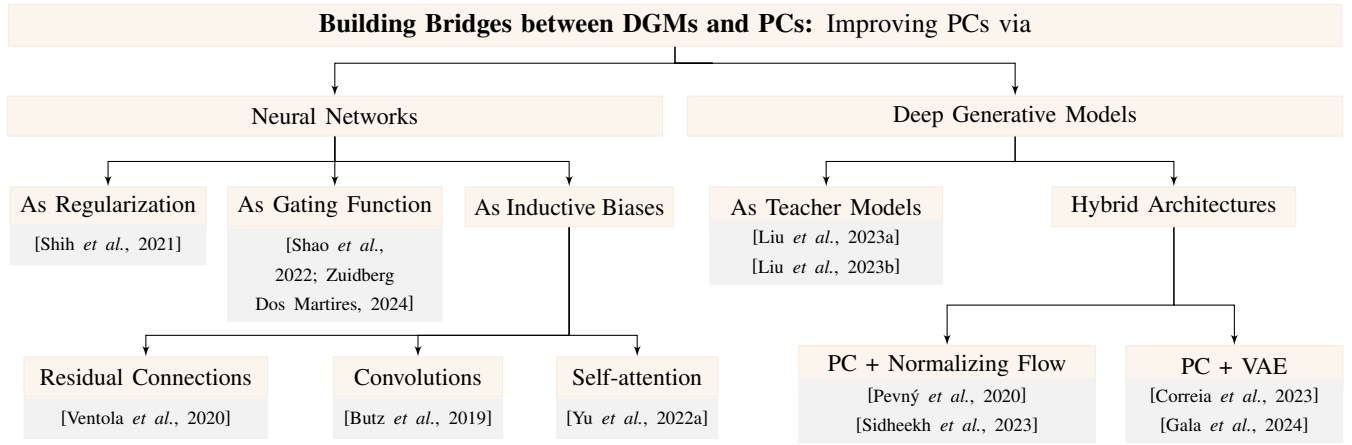 Building Bridges between DGMs and PCs: Improving PCs via
Neural Networks
Deep Generative Models
As Regularization
[Shih et al., 2021]
As Gating Function
[Shao et al.,
2022; Zuidberg
Dos Martires, 2024]
As Inductive Biases
As Teacher Models
[Liu et al., 2023a]
[Liu et al., 2023b]
Hybrid Architectures
Residual Connections
[Ventola et al., 2020]
Convolutions
[Butz et al., 2019]
Self-attention
[Yu et al., 2022a]
PC + Normalizing Flow
[Pevný et al., 2020]
[Sidheekh et al., 2023]
PC + VAE
[Correia et al., 2023]
[Gala et al., 2024]